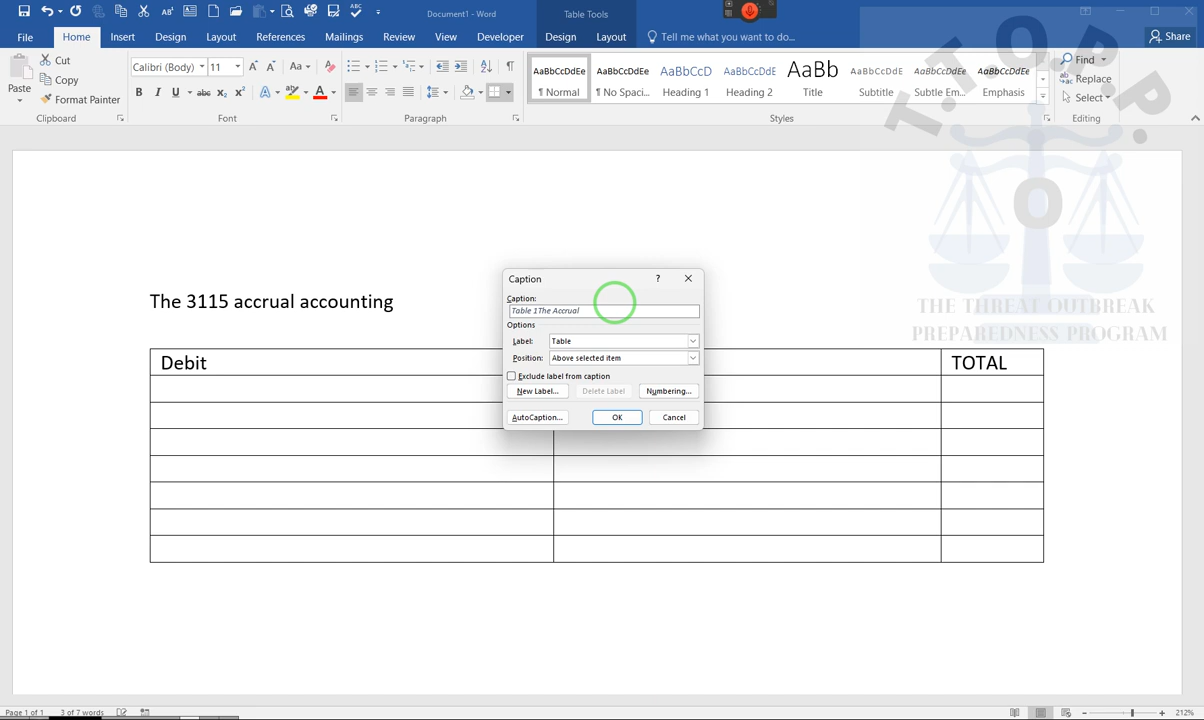 Document1 - Word
Table Tools
File Home Insert Design Layout References Mailings Review View Developer Design Layout Tell me what you want to do... Share
Paste
Cut
Copy
Format Painter
Clipboard
Calibri (Body) 11
Font
Paragraph
AaBbCcDdEe AaBbCcDdEe AaBbCcD AaBbCcDdE AaBb AaBbCcDdEe AaBbCcDdEe AaBbCcDdEe
¶ Normal ¶ No Spaci... Heading 1 Heading 2 Title Subtitle Subtle Em... Emphasis
Styles
Find
Replace
Select
Editing
T.T.O.P.P.
O
THE THREAT OUTBREAK
PREPAREDNESS PROGRAM
The 3115 accrual accounting
Debit TOTAL
Caption ?
Caption:
Table 1The Accrual
Options
Label: Table
Position: Above selected item
Exclude label from caption
New Label... Delete Label Numbering...
AutoCaption... OK Cancel
Page 1 of 1 3 of 7 words 212%